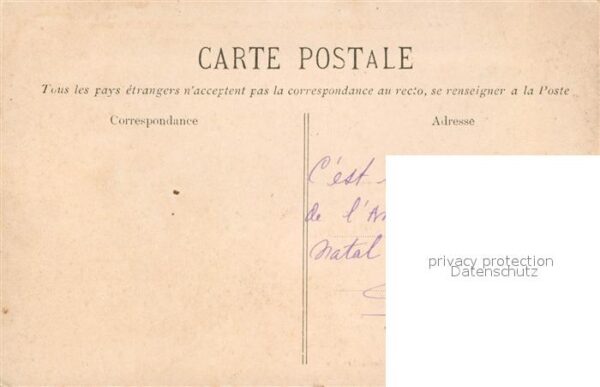 CARTE POSTALE
Tous les pays étrangers n'acceptent pas la correspondance au recto, se renseigner a la Poste
Correspondance
Adresse
C'est
de l'
natal
privacy protection
Datenschutz